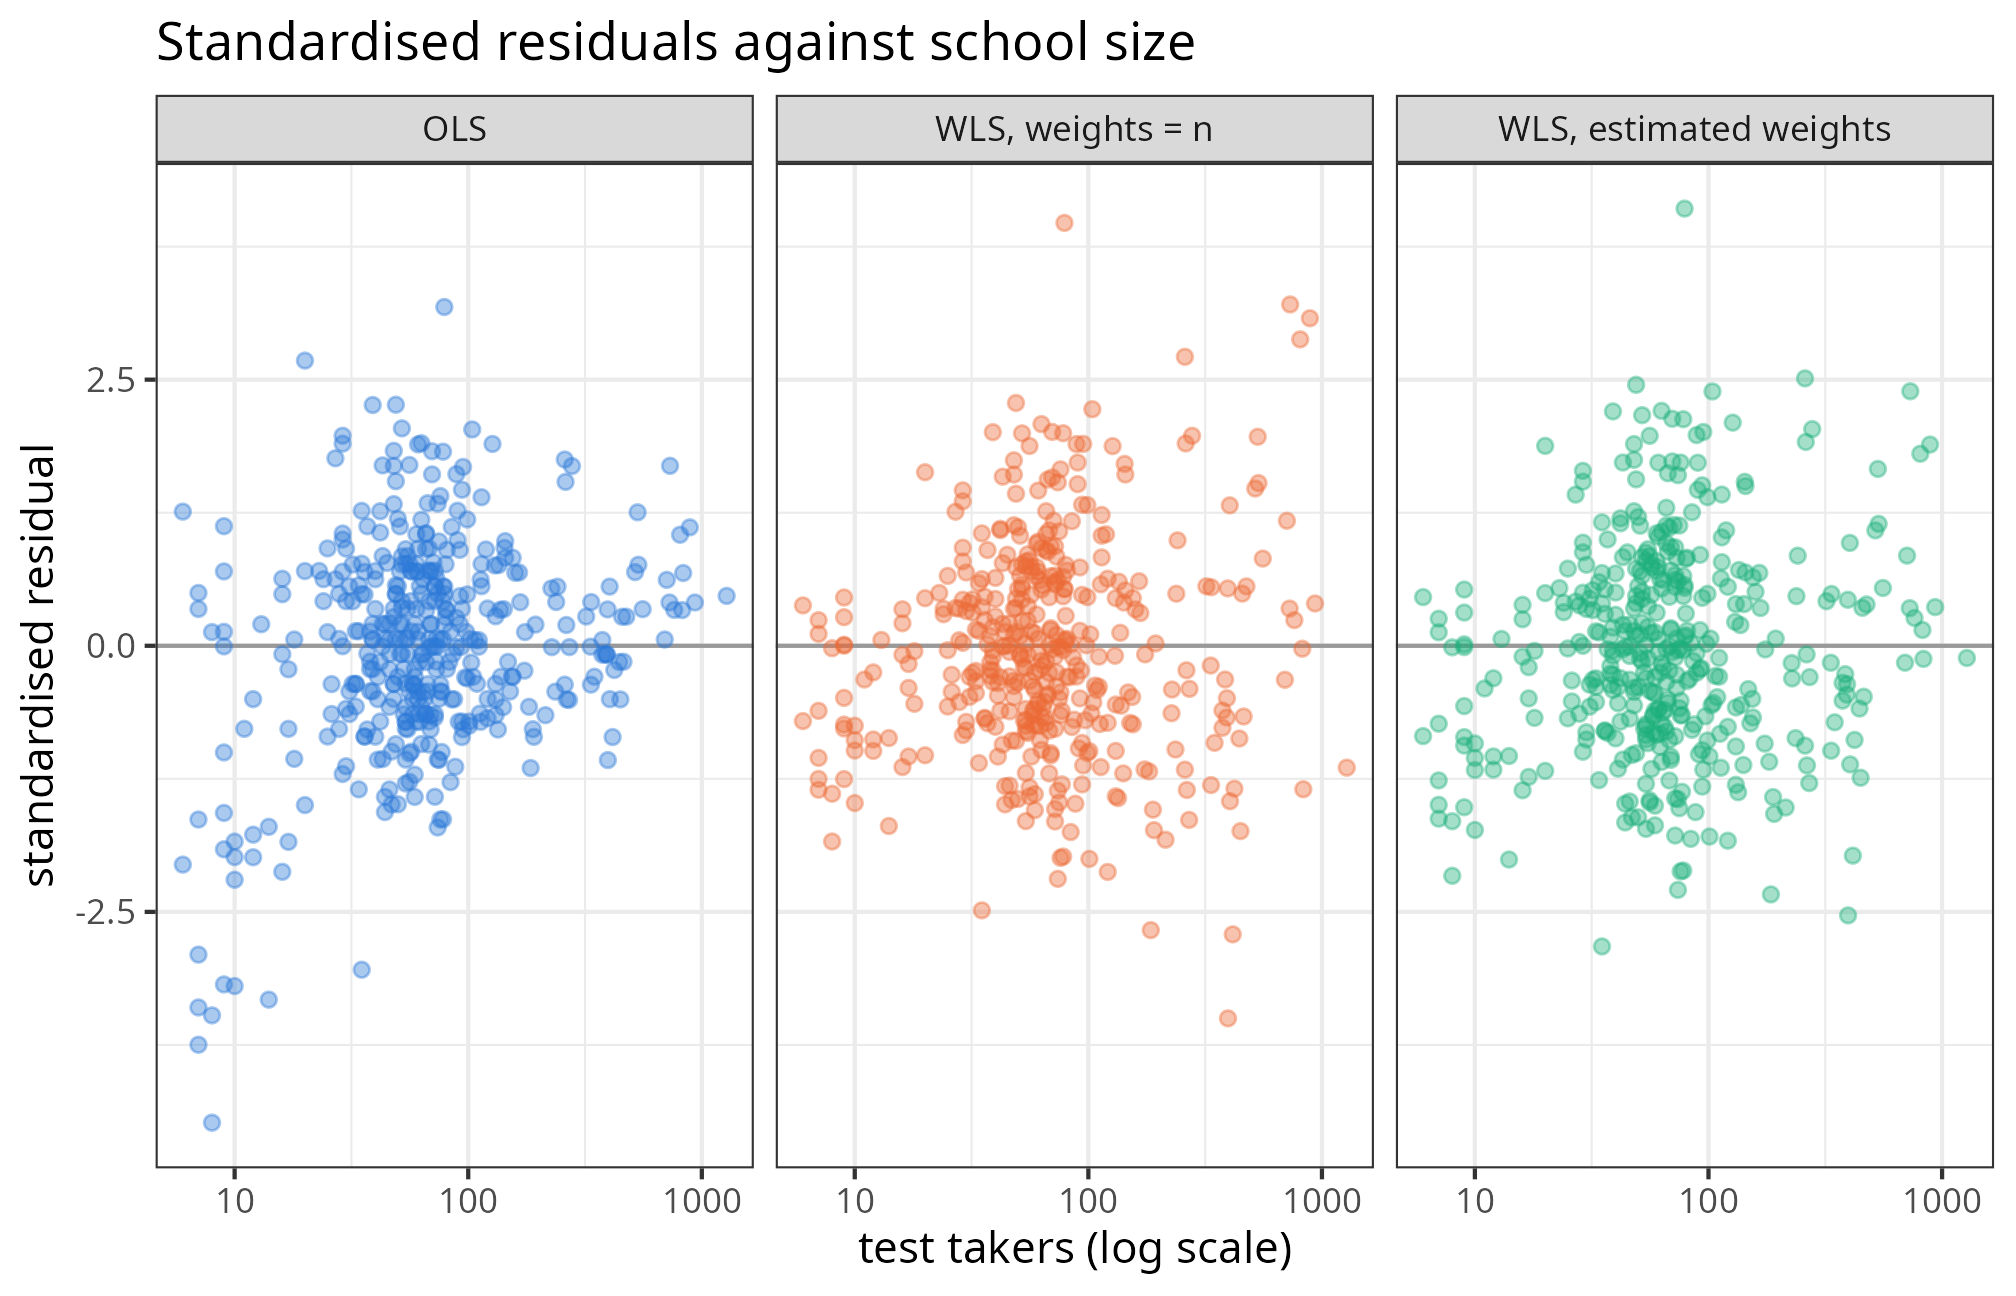 Standardised residuals against school size
OLS
WLS, weights = n
WLS, estimated weights
standardised residual
2.5
0.0
-2.5
10
100
1000
10
100
1000
10
100
1000
test takers (log scale)